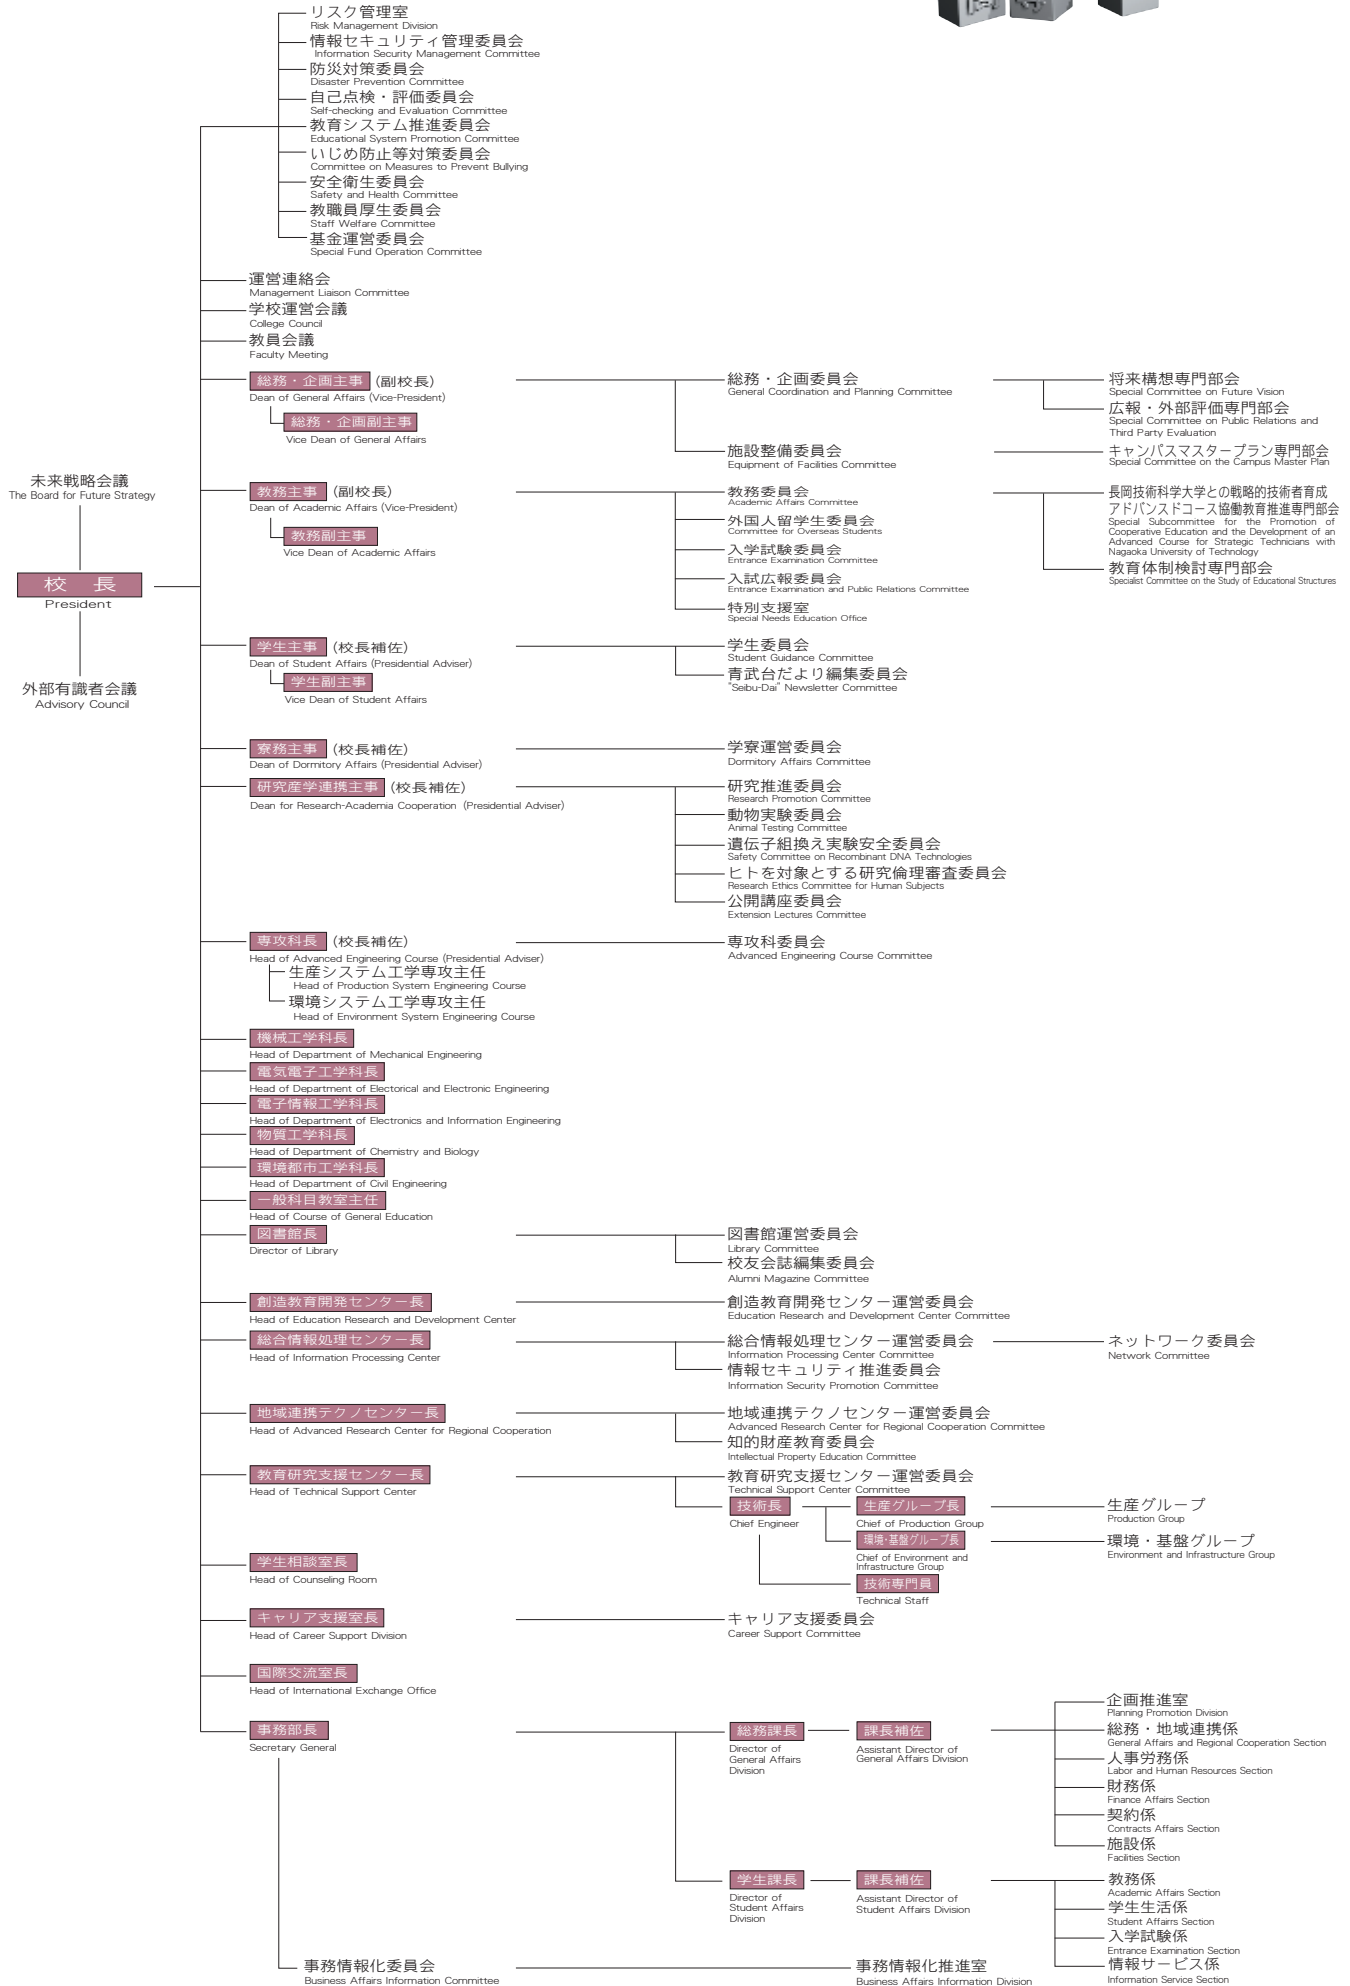 リスク管理室
Risk Management Division
情報セキュリティ管理委員会
Information Security Management Committee
防災対策委員会
Disaster Prevention Committee
自己点検・評価委員会
Self-checking and Evaluation Committee
教育システム推進委員会
Educational System Promotion Committee
いじめ防止等対策委員会
Committee on Measures to Prevent Bullying
安全衛生委員会
Safety and Health Committee
教職員厚生委員会
Staff Welfare Committee
基金運営委員会
Special Fund Operation Committee
運営連絡会
Management Liaison Committee
学校運営会議
College Council
教員会議
Faculty Meeting
総務・企画主事 (副校長)
Dean of General Affairs (Vice-President)
総務・企画副主事
Vice Dean of General Affairs
総務・企画委員会
General Coordination and Planning Committee
将来構想専門部会
Special Committee on Future Vision
広報・外部評価専門部会
Special Committee on Public Relations and
Third Party Evaluation
施設整備委員会
Equipment of Facilities Committee
キャンパスマスタープラン専門部会
Special Committee on the Campus Master Plan
未来戦略会議
The Board for Future Strategy
校 長
President
外部有識者会議
Advisory Council
教務主事 (副校長)
Dean of Academic Affairs (Vice-President)
教務副主事
Vice Dean of Academic Affairs
教務委員会
Academic Affairs Committee
外国人留学生委員会
Committee for Overseas Students
入学試験委員会
Entrance Examination Committee
入試広報委員会
Entrance Examination and Public Relations Committee
特別支援室
Special Needs Education Office
長岡技術科学大学との戦略的技術者育成
アドバンスドコース協働教育推進専門部会
Special Subcommittee for the Promotion of
Cooperative Education and the Development of an
Advanced Course for Strategic Technicians with
Nagaoka University of Technology
教育体制検討専門部会
Specialist Committee on the Study of Educational Structures
学生主事 (校長補佐)
Dean of Student Affairs (Presidential Adviser)
学生副主事
Vice Dean of Student Affairs
学生委員会
Student Guidance Committee
青武台だより編集委員会
"Seibu-Dai" Newsletter Committee
寮務主事 (校長補佐)
Dean of Dormitory Affairs (Presidential Adviser)
学寮運営委員会
Dormitory Affairs Committee
研究産学連携主事 (校長補佐)
Dean for Research-Academia Cooperation (Presidential Adviser)
研究推進委員会
Research Promotion Committee
動物実験委員会
Animal Testing Committee
遺伝子組換え実験安全委員会
Safety Committee on Recombinant DNA Technologies
ヒトを対象とする研究倫理審査委員会
Research Ethics Committee for Human Subjects
公開講座委員会
Extension Lectures Committee
専攻科長 (校長補佐)
Head of Advanced Engineering Course (Presidential Adviser)
生産システム工学専攻主任
Head of Production System Engineering Course
環境システム工学専攻主任
Head of Environment System Engineering Course
専攻科委員会
Advanced Engineering Course Committee
機械工学科長
Head of Department of Mechanical Engineering
電気電子工学科長
Head of Department of Electorical and Electronic Engineering
電子情報工学科長
Head of Department of Electronics and Information Engineering
物質工学科長
Head of Department of Chemistry and Biology
環境都市工学科長
Head of Department of Civil Engineering
一般科目教室主任
Head of Course of General Education
図書館長
Director of Library
図書館運営委員会
Library Committee
校友会誌編集委員会
Alumni Magazine Committee
創造教育開発センター長
Head of Education Research and Development Center
創造教育開発センター運営委員会
Education Research and Development Center Committee
総合情報処理センター長
Head of Information Processing Center
総合情報処理センター運営委員会
Information Processing Center Committee
情報セキュリティ推進委員会
Information Security Promotion Committee
ネットワーク委員会
Network Committee
地域連携テクノセンター長
Head of Advanced Research Center for Regional Cooperation
地域連携テクノセンター運営委員会
Advanced Research Center for Regional Cooperation Committee
知的財産教育委員会
Intellectual Property Education Committee
教育研究支援センター長
Head of Technical Support Center
教育研究支援センター運営委員会
Technical Support Center Committee
技術長
Chief Engineer
生産グループ長
Chief of Production Group
生産グループ
Production Group
環境・基盤グループ長
Chief of Environment and
Infrastructure Group
環境・基盤グループ
Environment and Infrastructure Group
技術専門員
Technical Staff
学生相談室長
Head of Counseling Room
キャリア支援室長
Head of Career Support Division
キャリア支援委員会
Career Support Committee
国際交流室長
Head of International Exchange Office
事務部長
Secretary General
総務課長
Director of
General Affairs
Division
課長補佐
Assistant Director of
General Affairs Division
企画推進室
Planning Promotion Division
総務・地域連携係
General Affairs and Regional Cooperation Section
人事労務係
Labor and Human Resources Section
財務係
Finance Affairs Section
契約係
Contracts Affairs Section
施設係
Facilities Section
学生課長
Director of
Student Affairs
Division
課長補佐
Assistant Director of
Student Affairs Division
教務係
Academic Affairs Section
学生生活係
Student Affairrs Section
入学試験係
Entrance Examination Section
情報サービス係
Information Service Section
事務情報化委員会
Business Affairs Information Committee
事務情報化推進室
Business Affairs Information Division